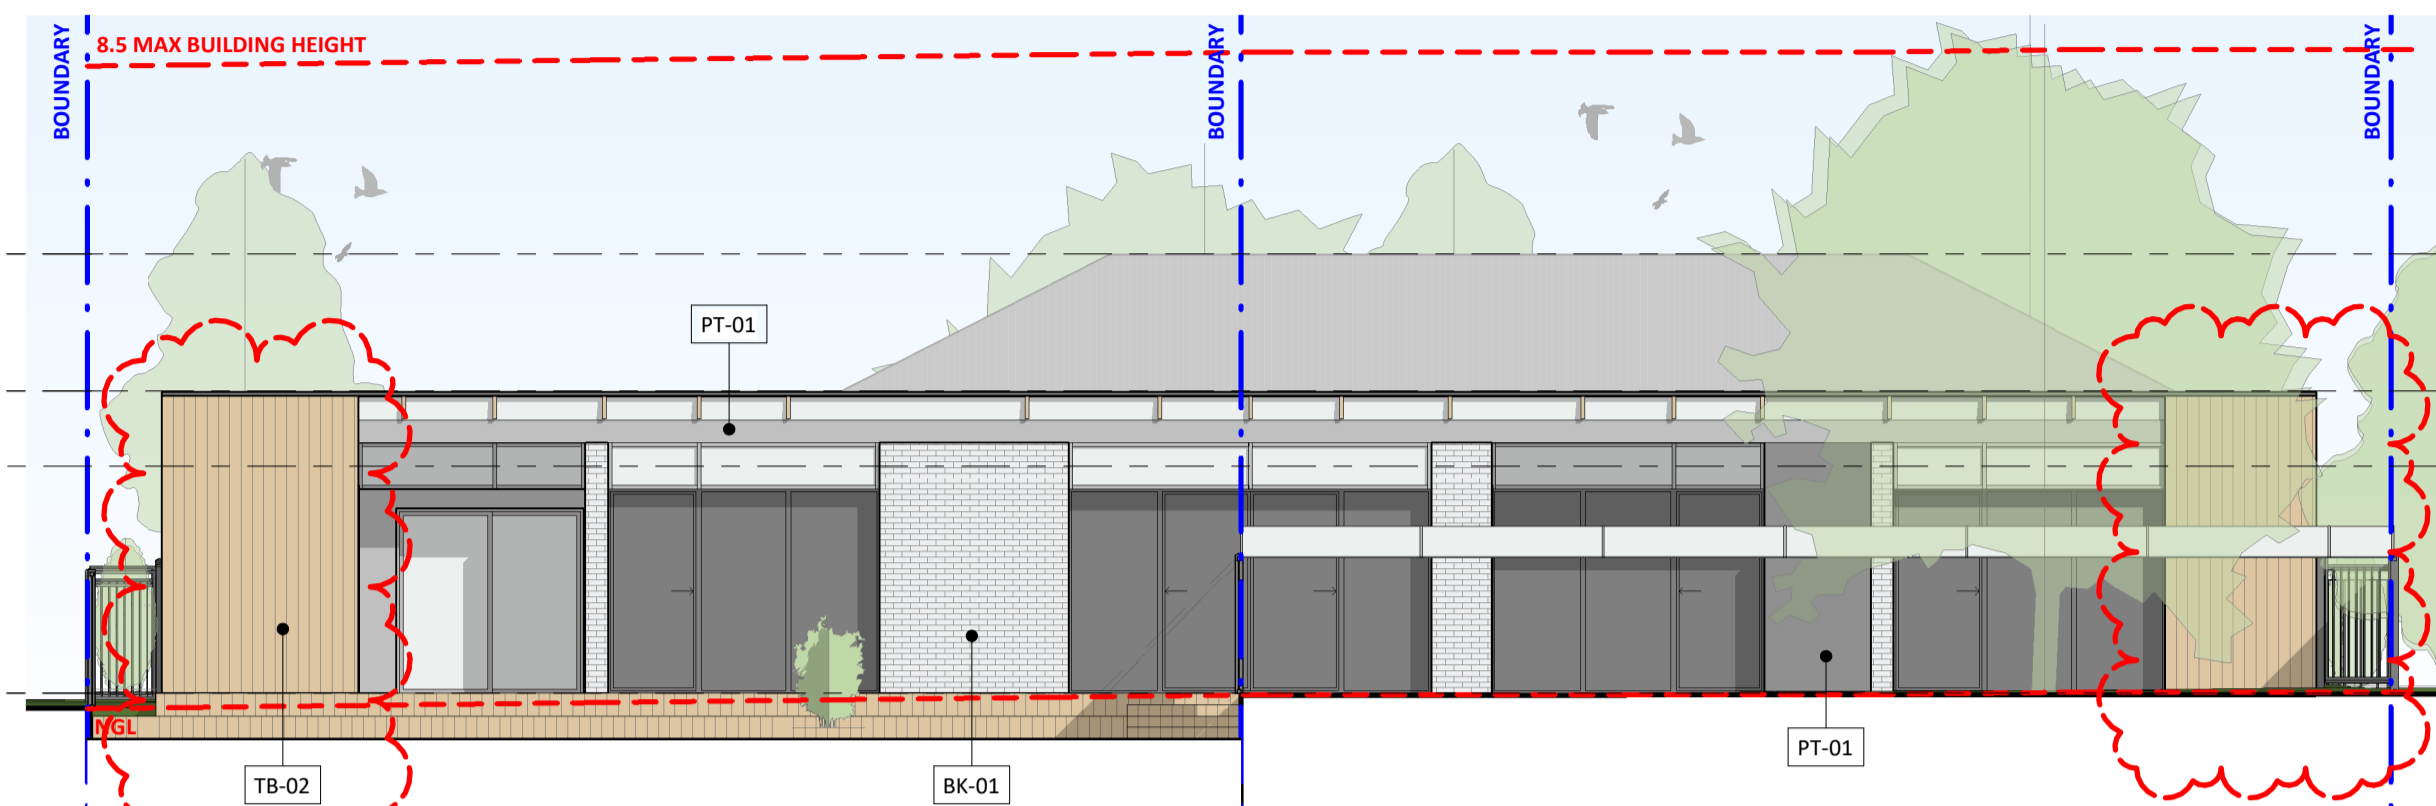 BOUNDARY
8.5 MAX BUILDING HEIGHT
BOUNDARY
BOUNDARY
PT-01
NGL
TB-02
BK-01
PT-01